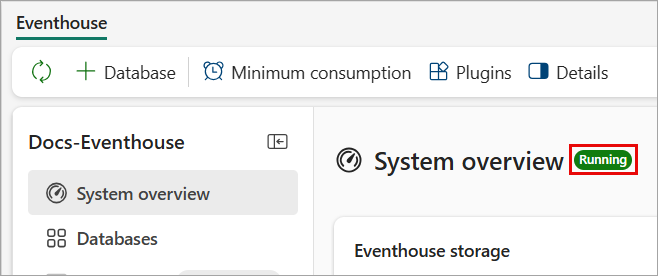 Eventhouse
Database
Minimum consumption
Plugins
Details
Docs-Eventhouse
System overview
Databases
System overview
Running
Eventhouse storage